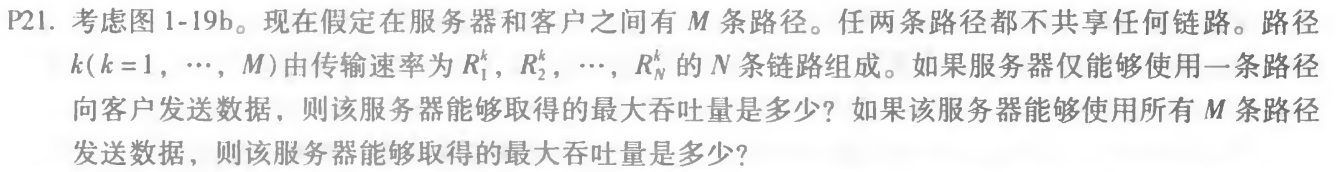 P21. 考虑图 1-19b。现在假定在服务器和客户之间有 M 条路径。任两条路径都不共享任何链路。路径
k(k=1, ⋯, M)由传输速率为 R₁ᵏ, R₂ᵏ, ⋯, R_Nᵏ 的 N 条链路组成。如果服务器仅能够使用一条路径
向客户发送数据，则该服务器能够取得的最大吞吐量是多少？如果该服务器能够使用所有 M 条路径
发送数据，则该服务器能够取得的最大吞吐量是多少？